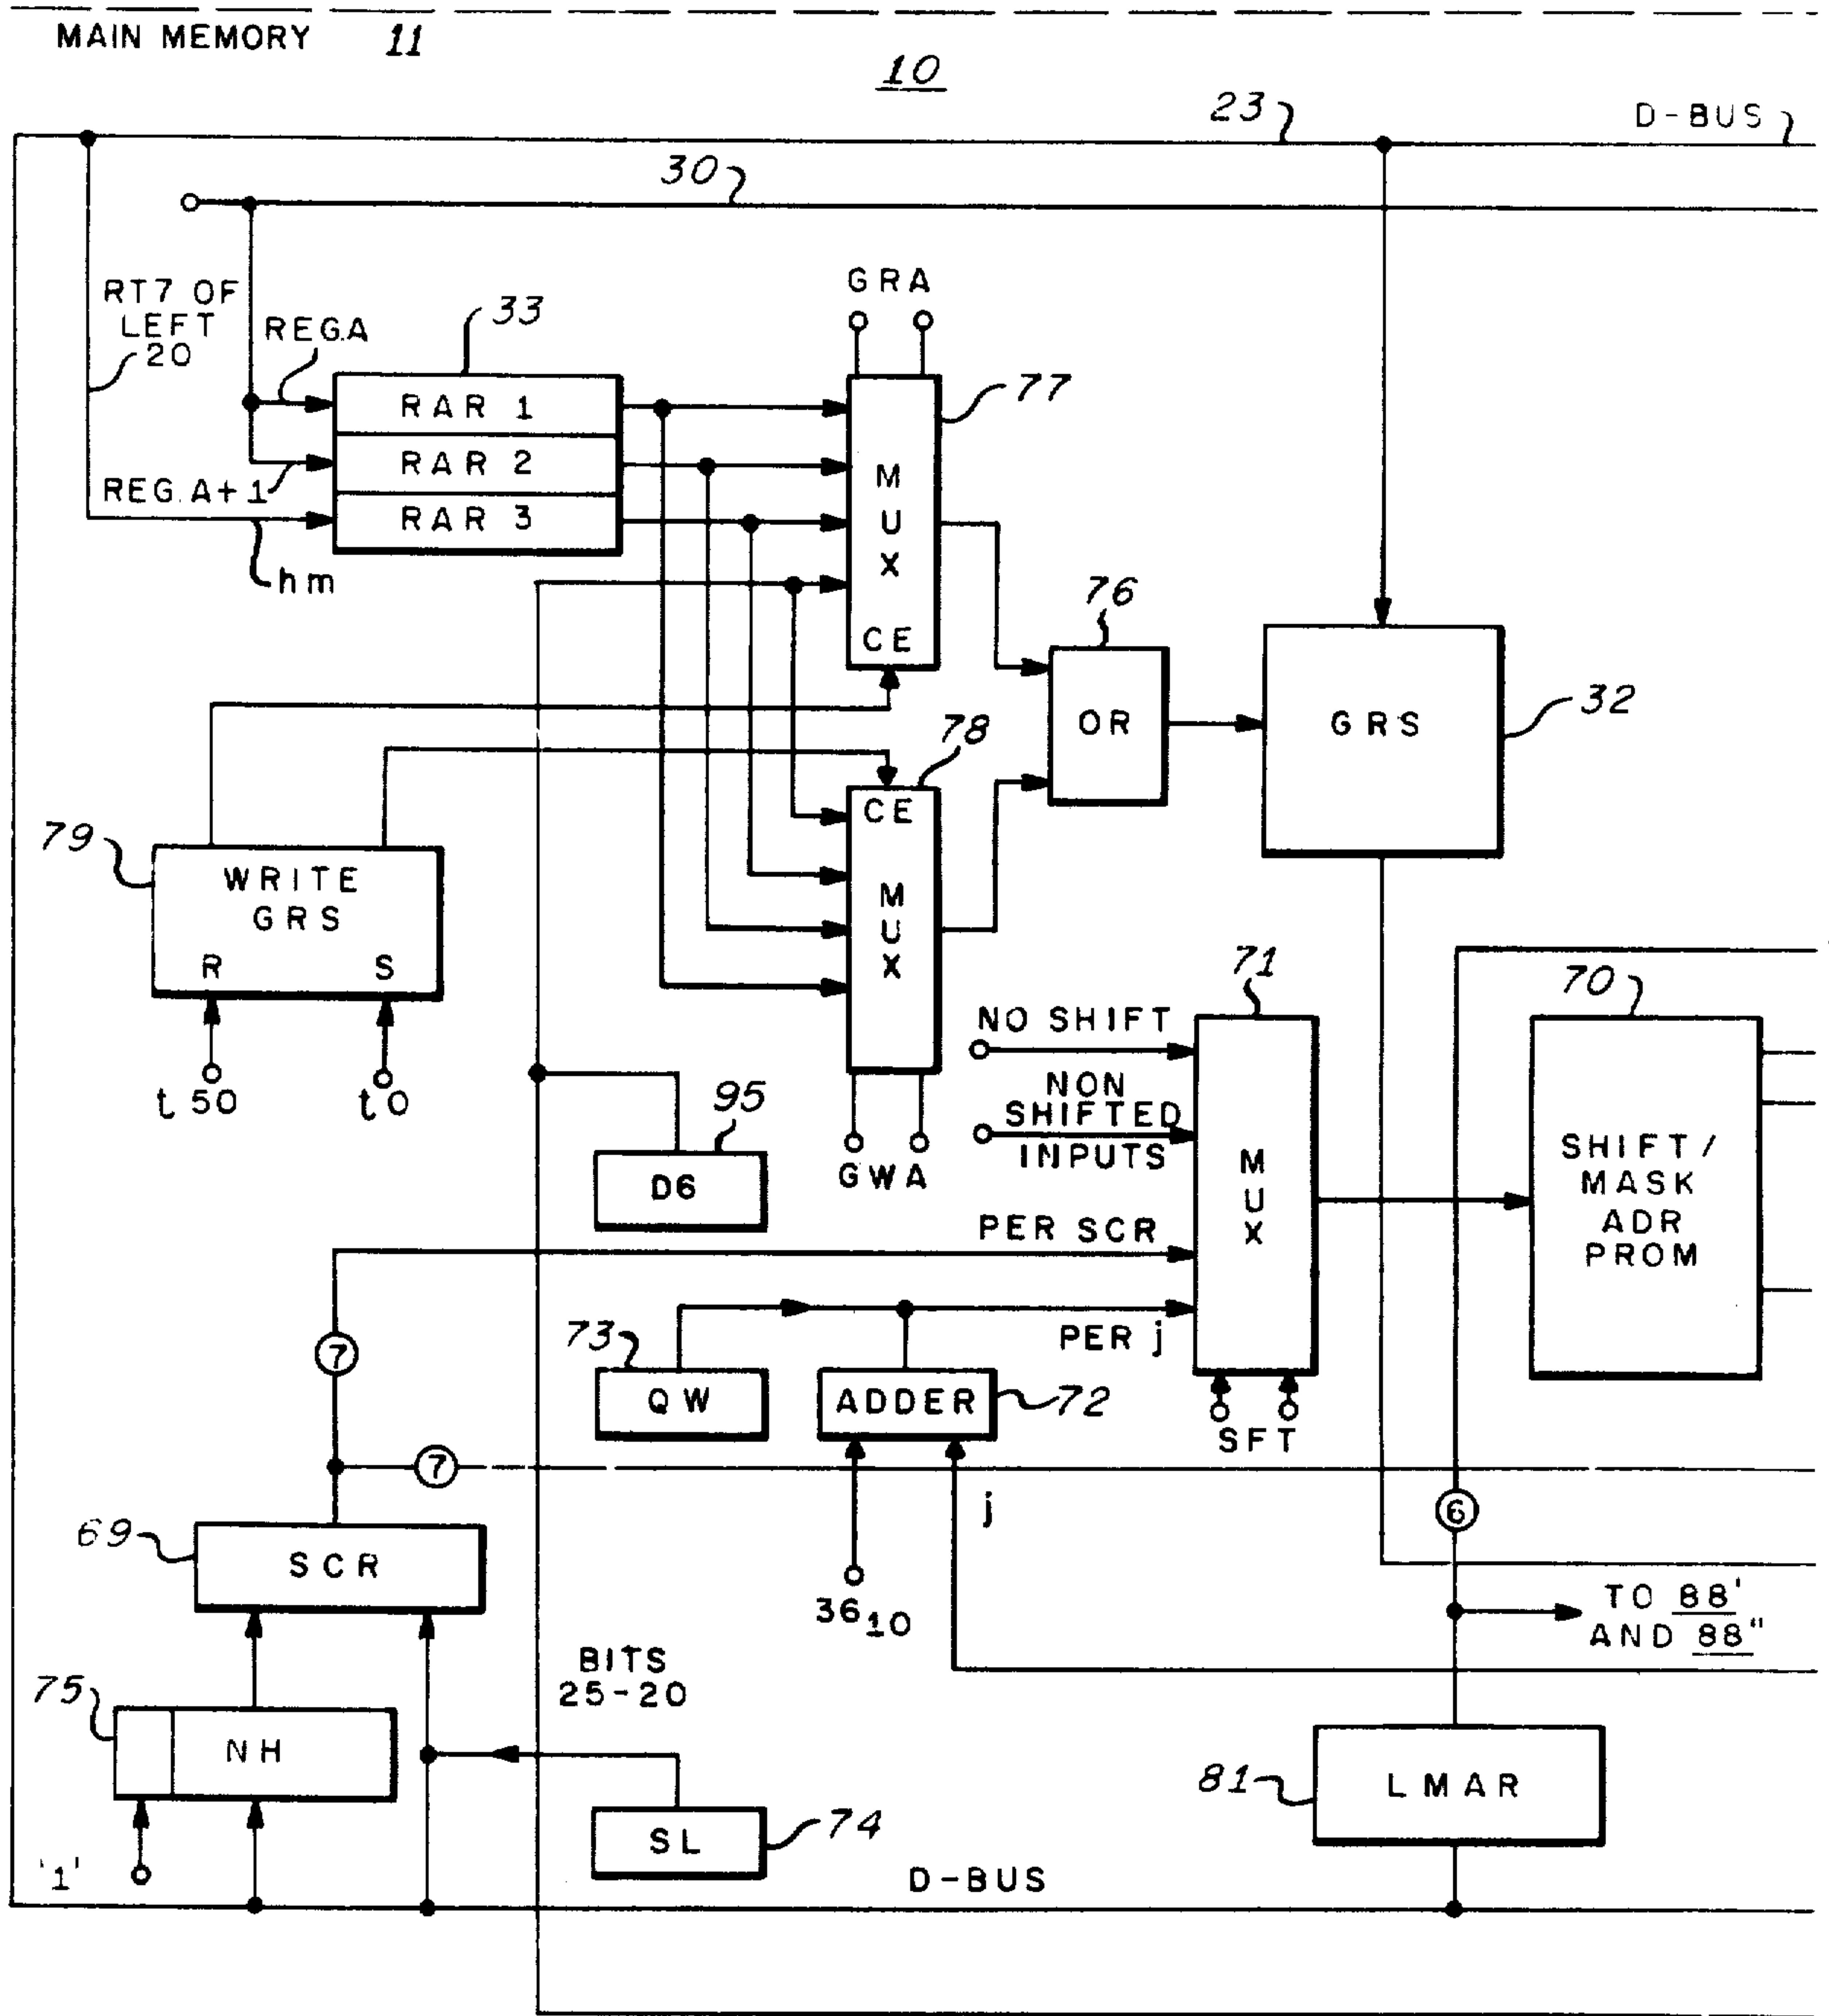 MAIN MEMORY 11
10
23
D-BUS
30
RT7 OF
LEFT
20
REG.A
33
GRA
77
RAR 1
RAR 2
RAR 3
REG. A+1
hm
M
U
X
CE
76
OR
GRS
32
78
CE
M
U
X
GWA
79
WRITE
GRS
R S
t 50 t 0
95
D6
NO SHIFT
NON
SHIFTED
INPUTS
PER SCR
PER j
71
M
U
X
SFT
70
SHIFT/
MASK
ADR
PROM
73
QW
ADDER
72
7
7
j
36 10
6
69
SCR
TO 88'
AND 88"
BITS
25-20
75
NH
'1'
SL
74
81
LMAR
D-BUS